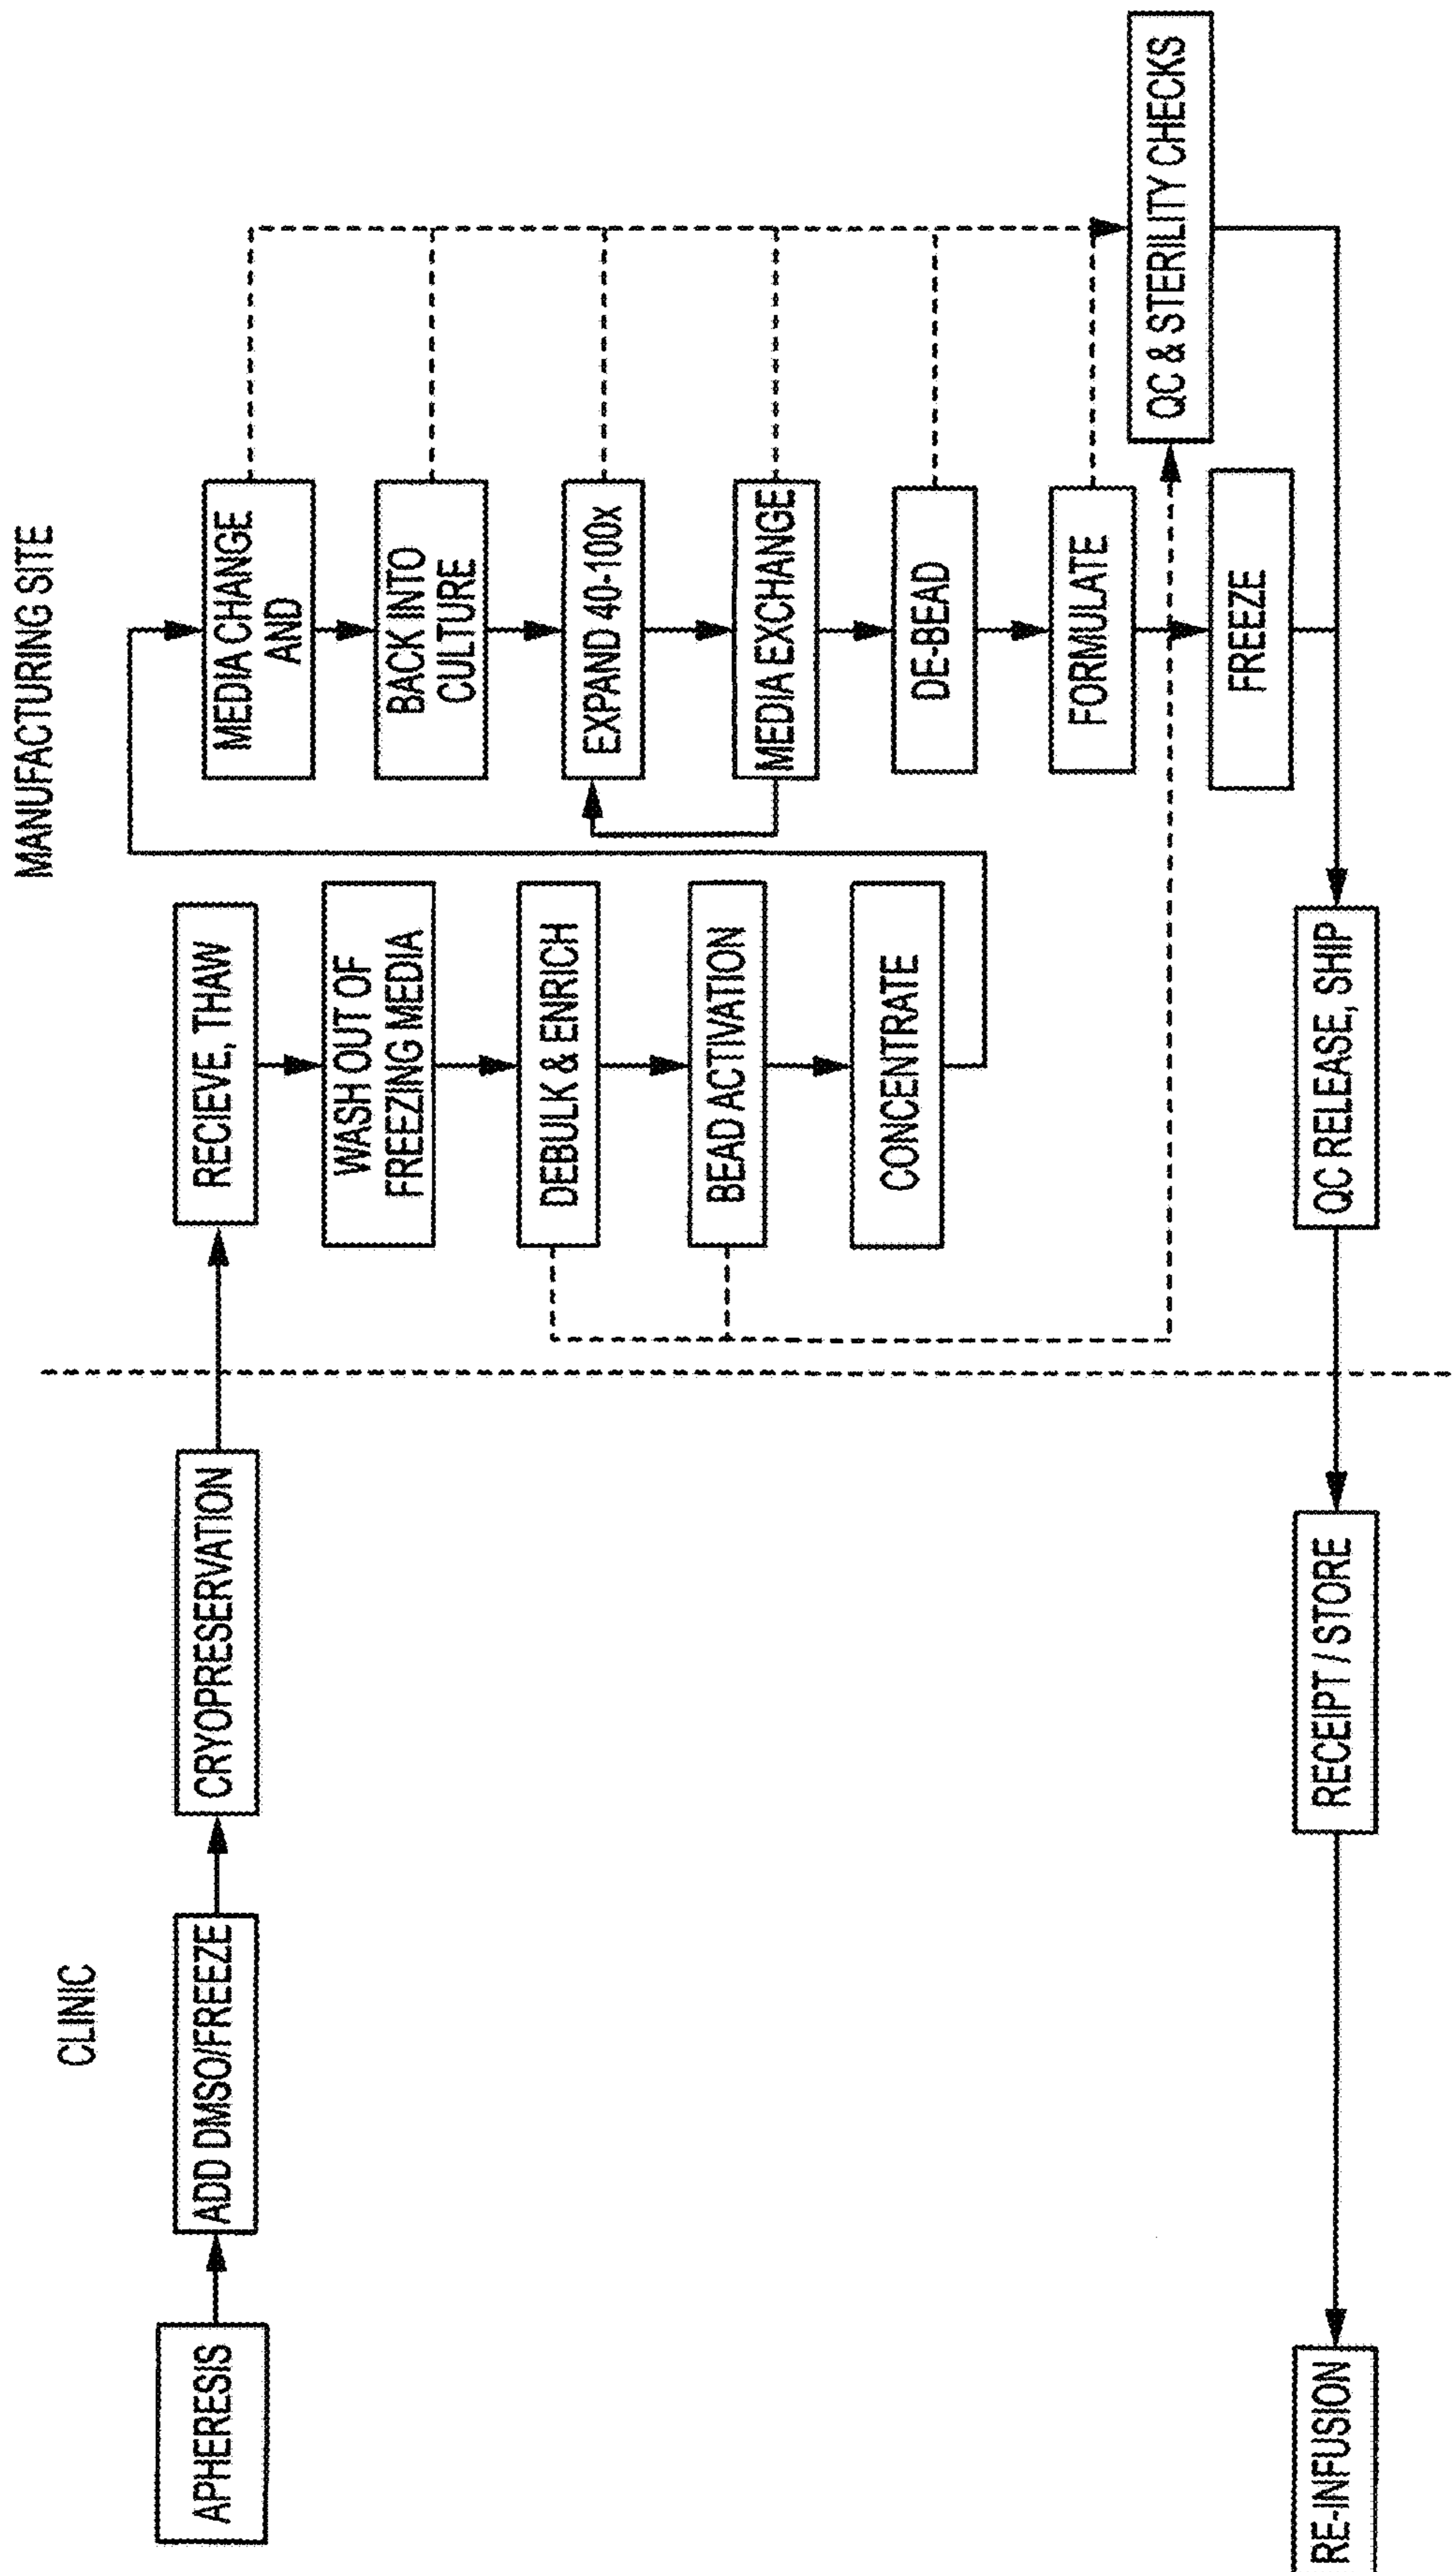 CLINIC
MANUFACTURING SITE
APHERESIS
ADD DMSO/FREEZE
CRYOPRESERVATION
RECIEVE, THAW
WASH OUT OF
FREEZING MEDIA
DEBULK & ENRICH
BEAD ACTIVATION
CONCENTRATE
MEDIA CHANGE
AND
BACK INTO
CULTURE
EXPAND 40-100x
MEDIA EXCHANGE
DE-BEAD
FORMULATE
FREEZE
QC & STERILITY CHECKS
QC RELEASE, SHIP
RECEIPT / STORE
RE-INFUSION